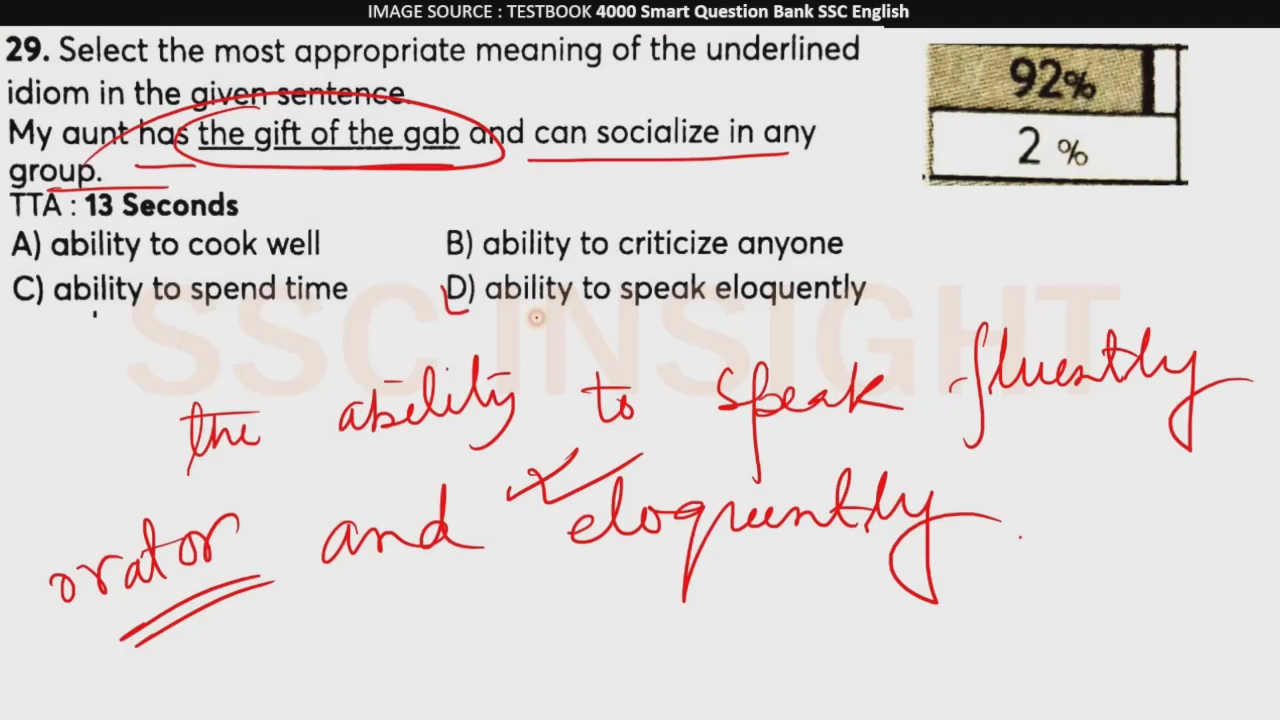 IMAGE SOURCE : TESTBOOK 4000 Smart Question Bank SSC English
29. Select the most appropriate meaning of the underlined
idiom in the given sentence.
My aunt has the gift of the gab and can socialize in any
group.
TTA : 13 Seconds
A) ability to cook well
B) ability to criticize anyone
C) ability to spend time
D) ability to speak eloquently
92%
2 %
SSC INSIGHT
the ability to speak fluently
orator and eloquently